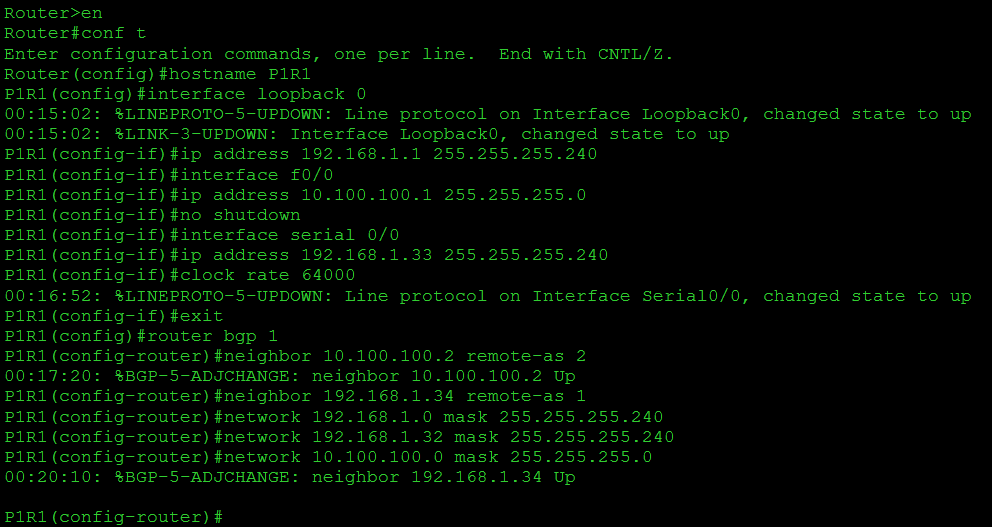 Router>en
Router#conf t
Enter configuration commands, one per line.  End with CNTL/Z.
Router(config)#hostname P1R1
P1R1(config)#interface loopback 0
00:15:02: %LINEPROTO-5-UPDOWN: Line protocol on Interface Loopback0, changed state to up
00:15:02: %LINK-3-UPDOWN: Interface Loopback0, changed state to up
P1R1(config-if)#ip address 192.168.1.1 255.255.255.240
P1R1(config-if)#interface f0/0
P1R1(config-if)#ip address 10.100.100.1 255.255.255.0
P1R1(config-if)#no shutdown
P1R1(config-if)#interface serial 0/0
P1R1(config-if)#ip address 192.168.1.33 255.255.255.240
P1R1(config-if)#clock rate 64000
00:16:52: %LINEPROTO-5-UPDOWN: Line protocol on Interface Serial0/0, changed state to up
P1R1(config-if)#exit
P1R1(config)#router bgp 1
P1R1(config-router)#neighbor 10.100.100.2 remote-as 2
00:17:20: %BGP-5-ADJCHANGE: neighbor 10.100.100.2 Up
P1R1(config-router)#neighbor 192.168.1.34 remote-as 1
P1R1(config-router)#network 192.168.1.0 mask 255.255.255.240
P1R1(config-router)#network 192.168.1.32 mask 255.255.255.240
P1R1(config-router)#network 10.100.100.0 mask 255.255.255.0
00:20:10: %BGP-5-ADJCHANGE: neighbor 192.168.1.34 Up
P1R1(config-router)#